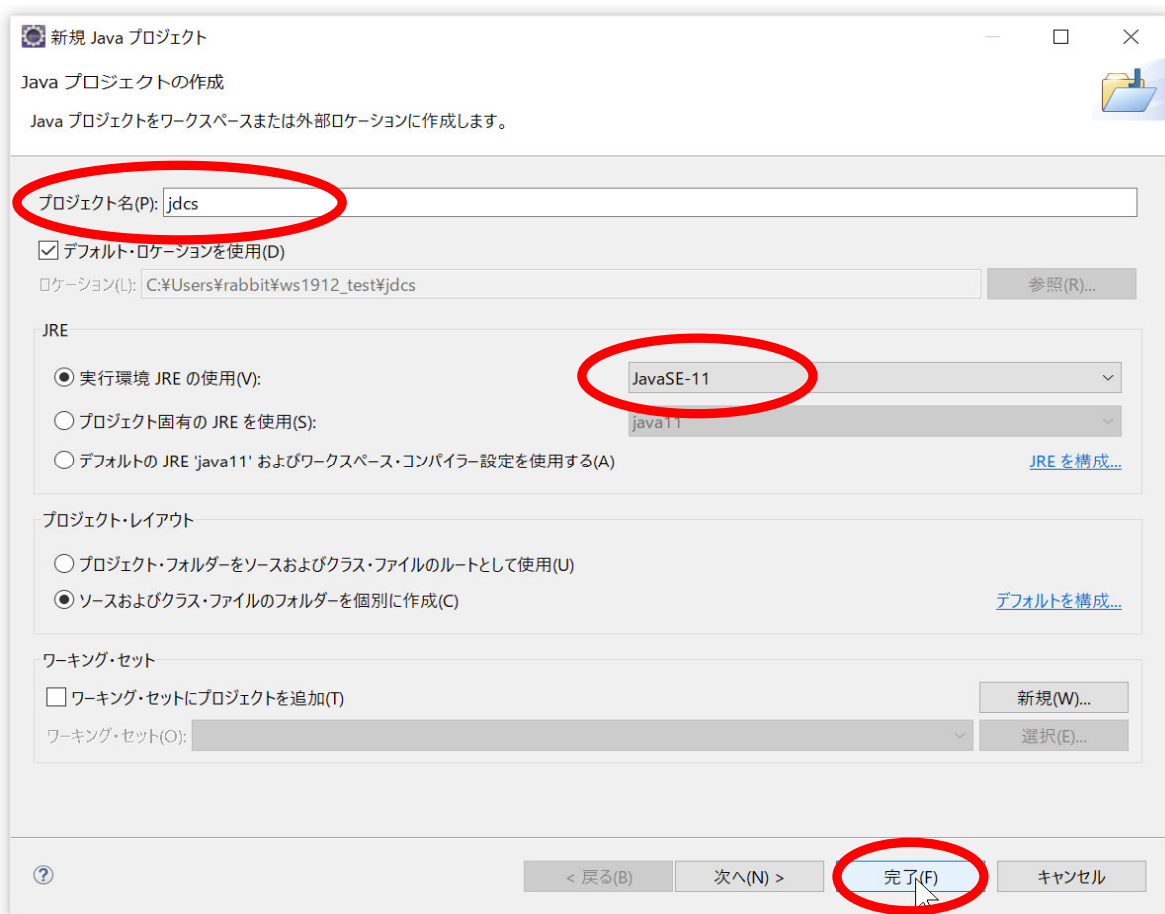 新規 Java プロジェクト
Java プロジェクトの作成
Java プロジェクトをワークスペースまたは外部ロケーションに作成します。
プロジェクト名(P): jdcs
デフォルト・ロケーションを使用(D)
ロケーション(L): C:¥Users¥rabbit¥ws1912_test¥jdcs 参照(R)...
JRE
実行環境 JRE の使用(V): JavaSE-11
プロジェクト固有の JRE を使用(S): java11
デフォルトの JRE 'java11' およびワークスペース・コンパイラー設定を使用する(A) JRE を構成...
プロジェクト・レイアウト
プロジェクト・フォルダーをソースおよびクラス・ファイルのルートとして使用(U)
ソースおよびクラス・ファイルのフォルダーを個別に作成(C) デフォルトを構成...
ワーキング・セット
ワーキング・セットにプロジェクトを追加(T) 新規(W)...
ワーキング・セット(O): 選択(E)...
? < 戻る(B) 次へ(N) > 完了(F) キャンセル